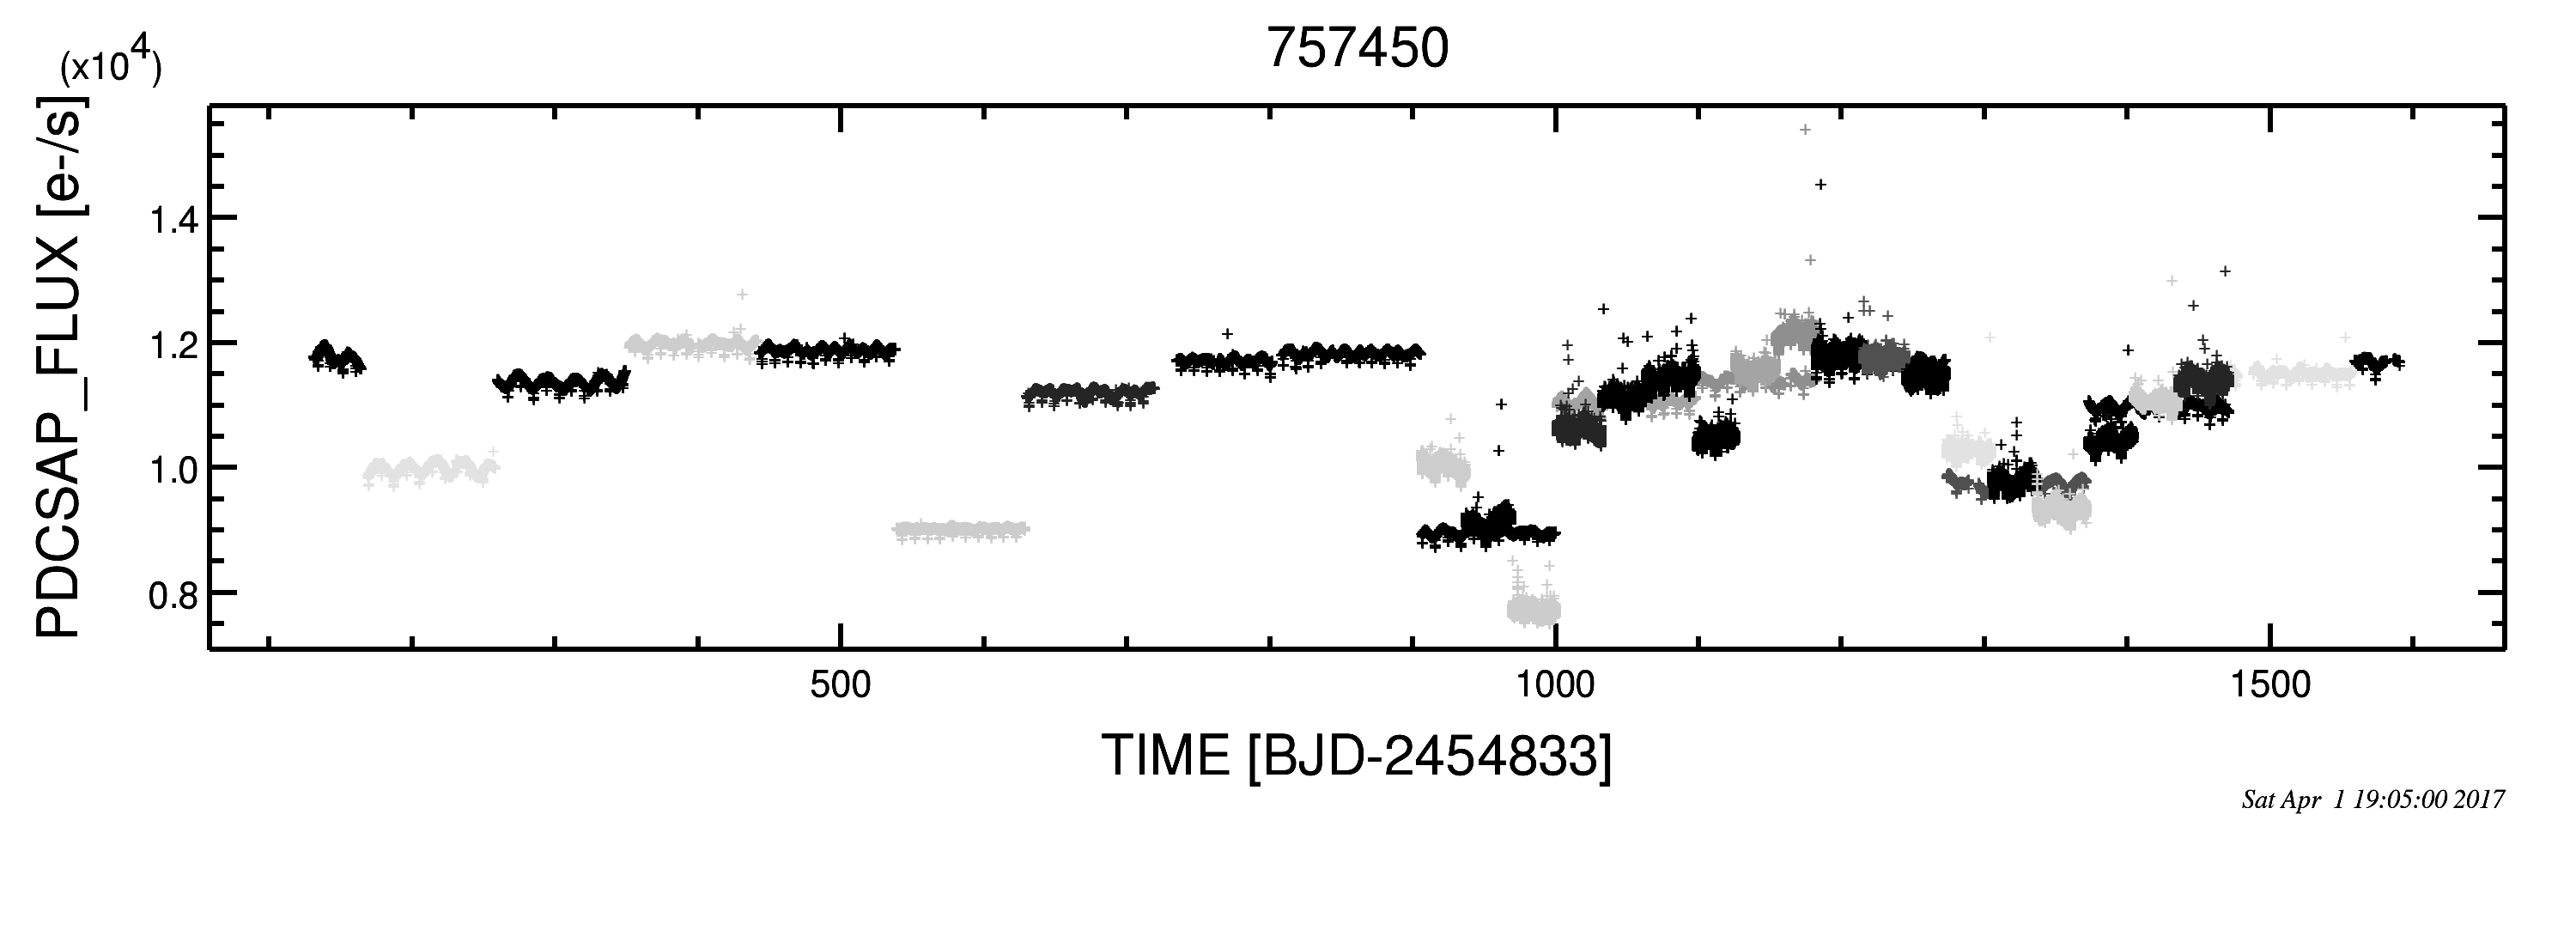 757450
(x10^4)
PDCSAP_FLUX [e-/s]
1.4
1.2
1.0
0.8
500 1000 1500
TIME [BJD-2454833]
Sat Apr 1 19:05:00 2017